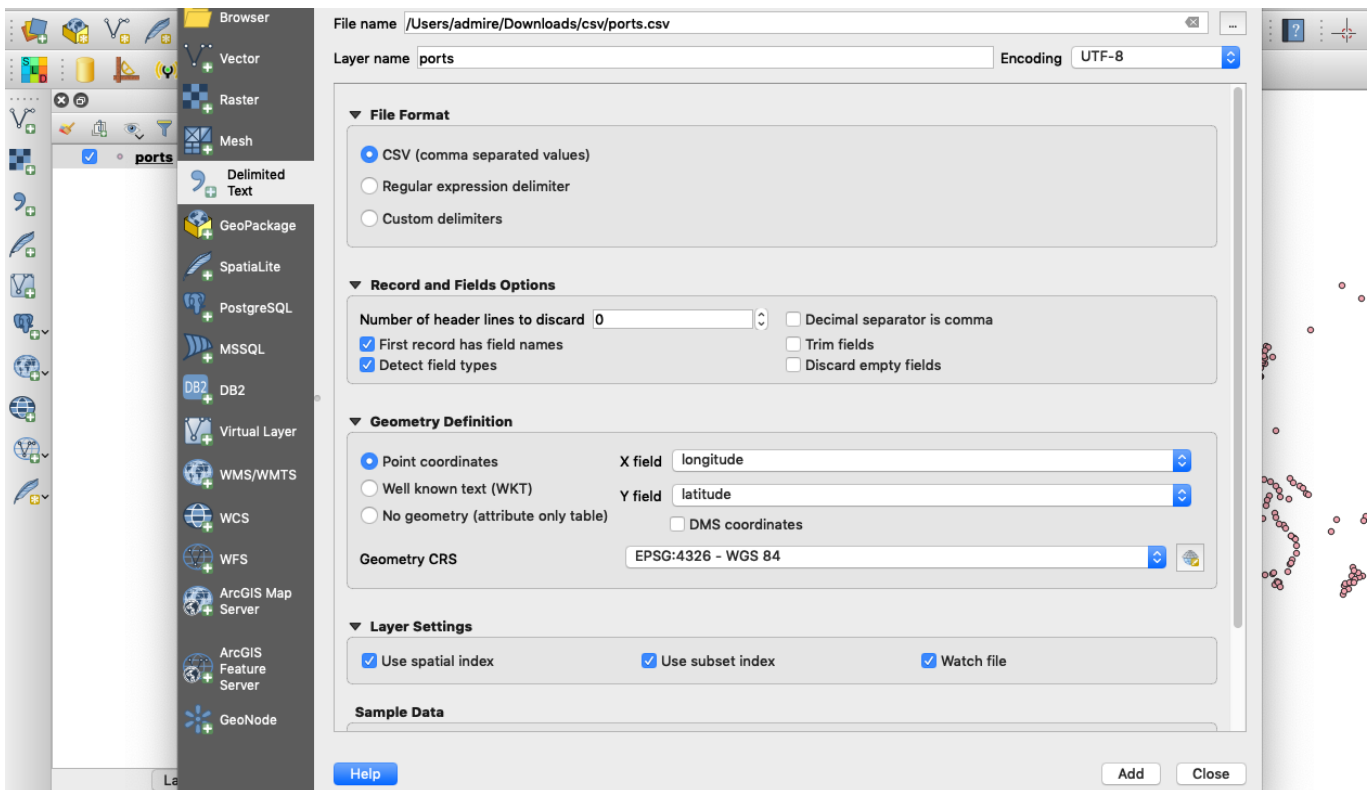 Browser
Vector
Raster
Mesh
Delimited
Text
GeoPackage
SpatiaLite
PostgreSQL
MSSQL
DB2 DB2
Virtual Layer
WMS/WMTS
WCS
WFS
ArcGIS Map
Server
ArcGIS
Feature
Server
GeoNode
ports
La
File name /Users/admire/Downloads/csv/ports.csv ...
Layer name ports Encoding UTF-8
File Format
CSV (comma separated values)
Regular expression delimiter
Custom delimiters
Record and Fields Options
Number of header lines to discard 0 Decimal separator is comma
First record has field names Trim fields
Detect field types Discard empty fields
Geometry Definition
Point coordinates X field longitude
Well known text (WKT) Y field latitude
No geometry (attribute only table) DMS coordinates
Geometry CRS EPSG:4326 - WGS 84
Layer Settings
Use spatial index Use subset index Watch file
Sample Data
Help Add Close